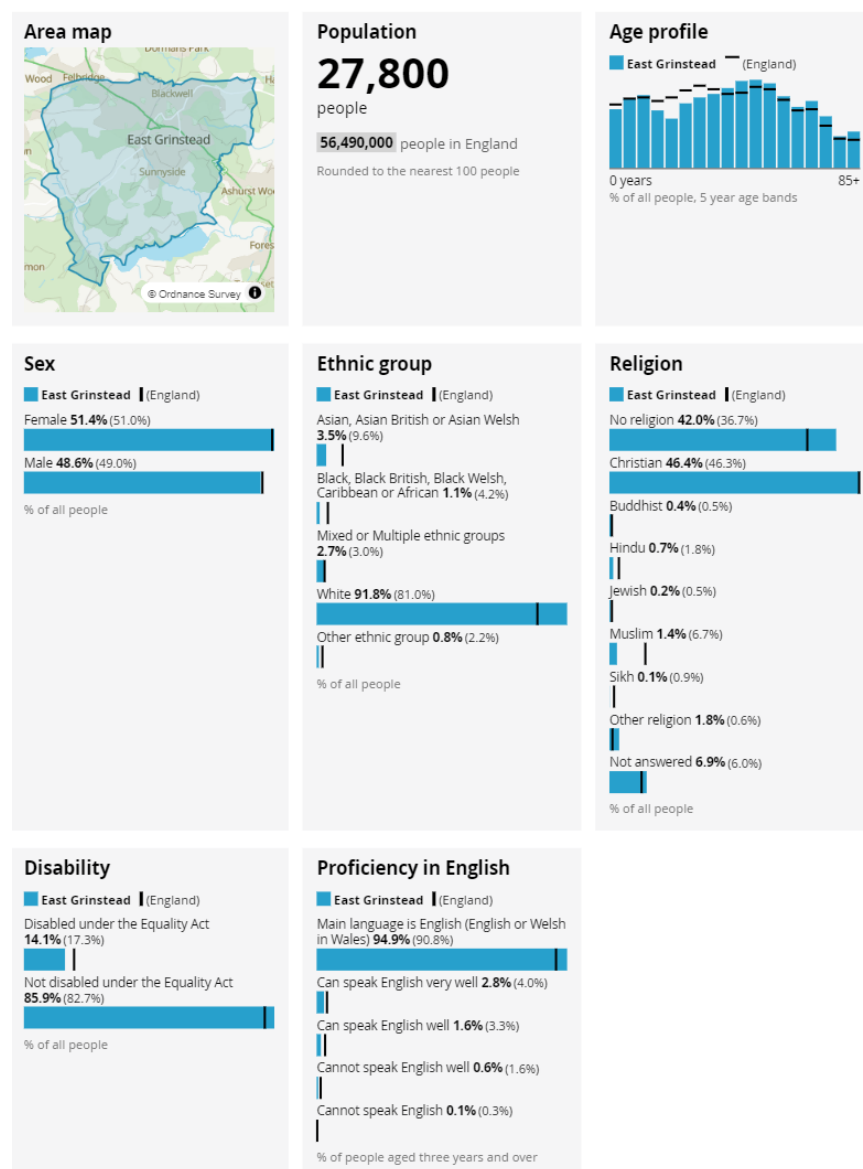 Area map
Dormans Park
Wood
Felbridge
Blackwell
East Grinstead
Sunnyside
Ashurst
Fores
mon
© Ordnance Survey
Population
27,800
people
56,490,000 people in England
Rounded to the nearest 100 people
Age profile
East Grinstead (England)
0 years 85+
% of all people, 5 year age bands
Sex
East Grinstead (England)
Female 51.4% (51.0%)
Male 48.6% (49.0%)
% of all people
Ethnic group
East Grinstead (England)
Asian, Asian British or Asian Welsh
3.5% (9.6%)
Black, Black British, Black Welsh,
Caribbean or African 1.1% (4.2%)
Mixed or Multiple ethnic groups
2.7% (3.0%)
White 91.8% (81.0%)
Other ethnic group 0.8% (2.2%)
% of all people
Religion
East Grinstead (England)
No religion 42.0% (36.7%)
Christian 46.4% (46.3%)
Buddhist 0.4% (0.5%)
Hindu 0.7% (1.8%)
Jewish 0.2% (0.5%)
Muslim 1.4% (6.7%)
Sikh 0.1% (0.9%)
Other religion 1.8% (0.6%)
Not answered 6.9% (6.0%)
% of all people
Disability
East Grinstead (England)
Disabled under the Equality Act
14.1% (17.3%)
Not disabled under the Equality Act
85.9% (82.7%)
% of all people
Proficiency in English
East Grinstead (England)
Main language is English (English or Welsh
in Wales) 94.9% (90.8%)
Can speak English very well 2.8% (4.0%)
Can speak English well 1.6% (3.3%)
Cannot speak English well 0.6% (1.6%)
Cannot speak English 0.1% (0.3%)
% of people aged three years and over